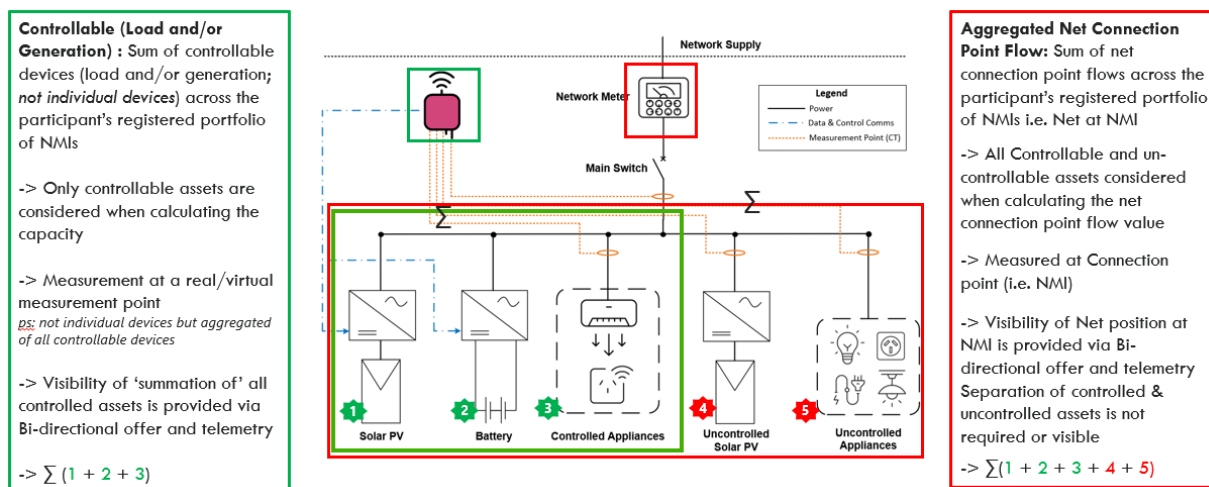 Controllable (Load and/or
Generation) : Sum of controllable
devices (load and/or generation;
not individual devices) across the
participant's registered portfolio
of NMIs
-> Only controllable assets are
considered when calculating the
capacity
-> Measurement at a real/virtual
measurement point
ps: not individual devices but aggregated
of all controllable devices
-> Visibility of 'summation of' all
controlled assets is provided via
Bi-directional offer and telemetry
-> ∑ (1 + 2 + 3)
Network Supply
Network Meter
Legend
Power
Data & Control Comms
Measurement Point (CT)
Main Switch
∑
∑
1
2
3
4
5
Solar PV
Battery
Controlled Appliances
Uncontrolled
Solar PV
Uncontrolled
Appliances
Aggregated Net Connection
Point Flow: Sum of net
connection point flows across the
participant's registered portfolio
of NMIs i.e. Net at NMI
-> All Controllable and un-
controllable assets considered
when calculating the net
connection point flow value
-> Measured at Connection
point (i.e. NMI)
-> Visibility of Net position at
NMI is provided via Bi-
directional offer and telemetry
Separation of controlled &
uncontrolled assets is not
required or visible
-> ∑(1 + 2 + 3 + 4 + 5)